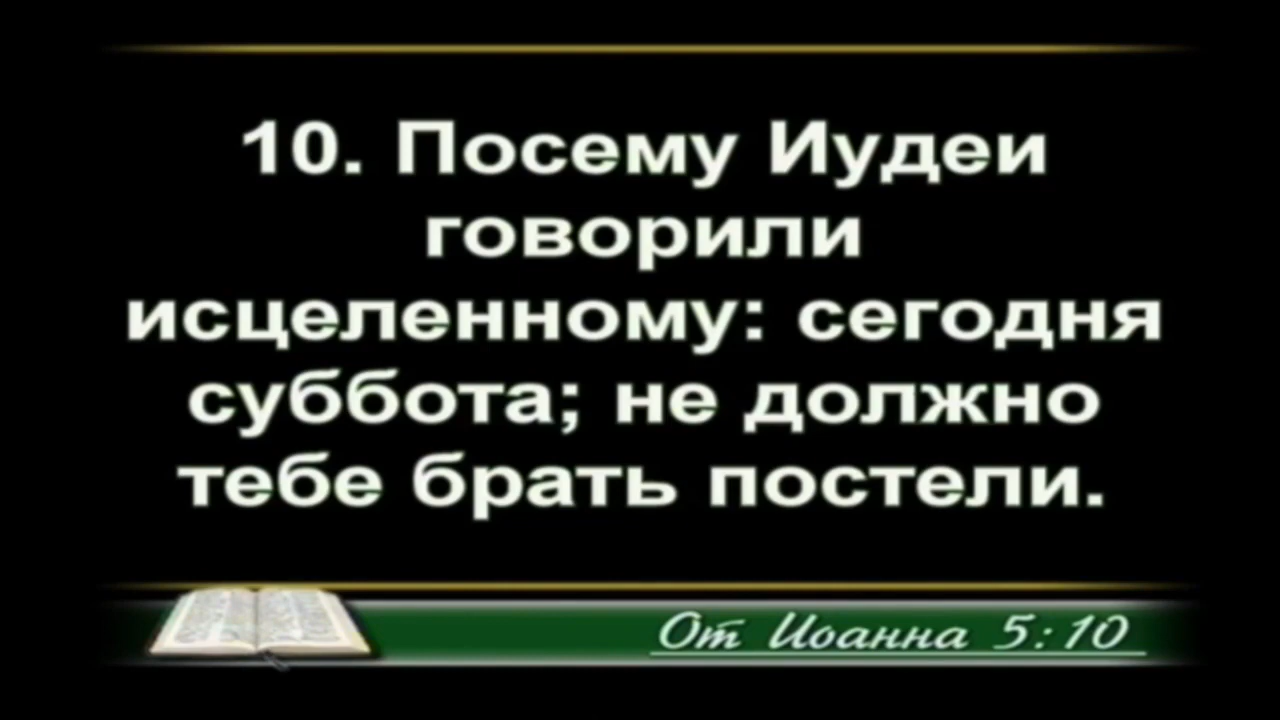 10. Посему Иудеи
говорили
исцеленному: сегодня
суббота; не должно
тебе брать постели.
От Иоанна 5:10